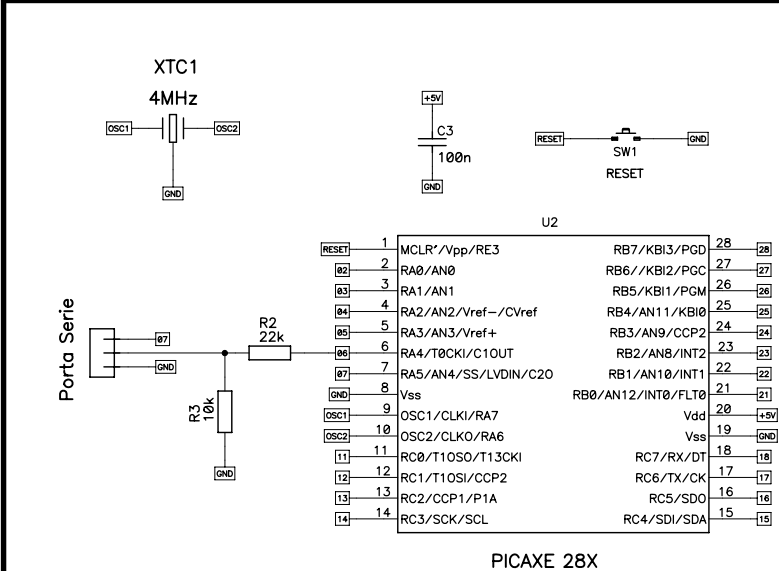 XTC1
4MHz
OSC1
OSC2
GND
+5V
C3
100n
GND
RESET
GND
SW1
RESET
U2
RESET 1 MCLR'/Vpp/RE3 RB7/KBI3/PGD 28 28
02 2 RA0/AN0 RB6//KBI2/PGC 27 27
03 3 RA1/AN1 RB5/KBI1/PGM 26 26
04 4 RA2/AN2/Vref-/CVref RB4/AN11/KBI0 25 25
05 5 RA3/AN3/Vref+ RB3/AN9/CCP2 24 24
06 6 RA4/T0CKI/C1OUT RB2/AN8/INT2 23 23
07 7 RA5/AN4/SS/LVDIN/C2O RB1/AN10/INT1 22 22
GND 8 Vss RB0/AN12/INT0/FLT0 21 21
OSC1 9 OSC1/CLKI/RA7 Vdd 20 +5V
OSC2 10 OSC2/CLKO/RA6 Vss 19 GND
11 11 RC0/T1OSO/T13CKI RC7/RX/DT 18 18
12 12 RC1/T1OSI/CCP2 RC6/TX/CK 17 17
13 13 RC2/CCP1/P1A RC5/SDO 16 16
14 14 RC3/SCK/SCL RC4/SDI/SDA 15 15
Porta Serie
07
GND
R2
22k
R3
10k
GND
PICAXE 28X